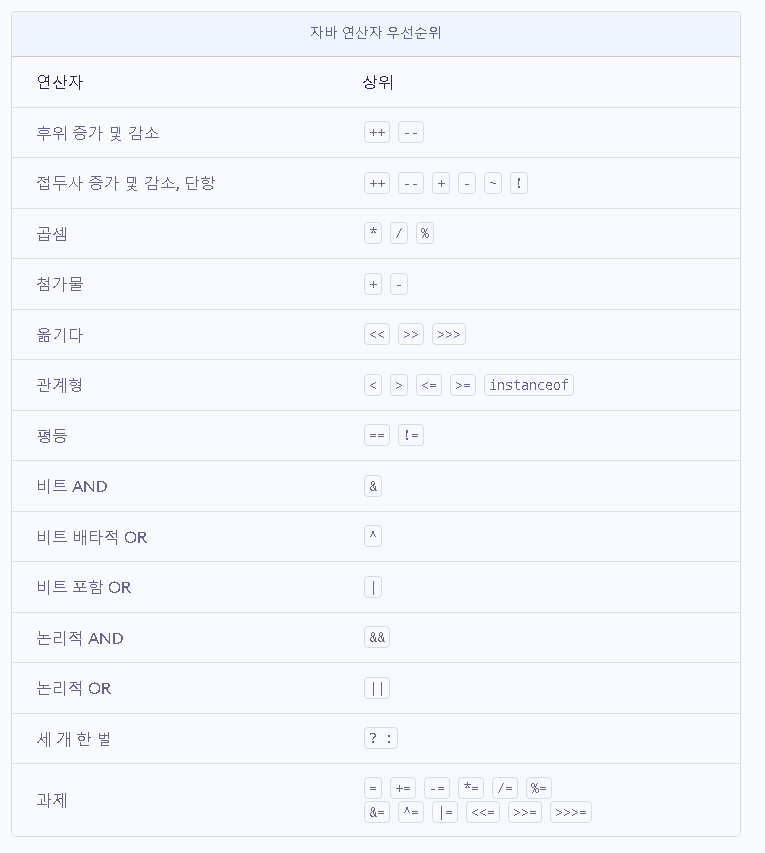 자바 연산자 우선순위
연산자 상위
후위 증가 및 감소 ++ --
접두사 증가 및 감소, 단항 ++ -- + - ~ !
곱셈 * / %
첨가물 + -
옮기다 << >> >>>
관계형 < > <= >= instanceof
평등 == !=
비트 AND &
비트 배타적 OR ^
비트 포함 OR |
논리적 AND &&
논리적 OR ||
세 개 한 벌 ? :
과제 = += -= *= /= %=
&= ^= |= <<= >>= >>>=